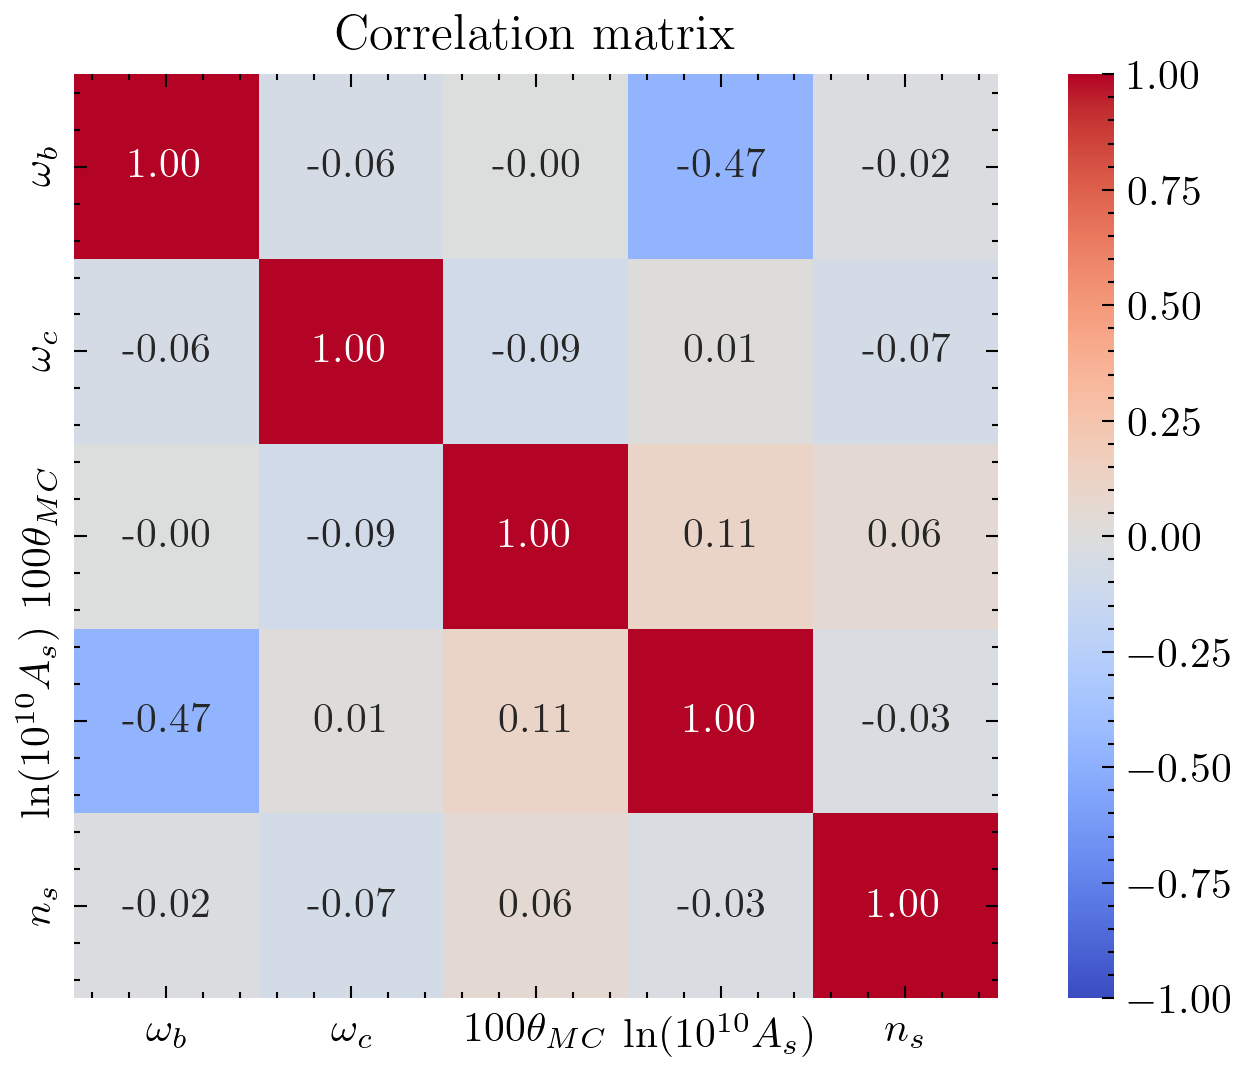 Correlation matrix
ω_b 1.00 -0.06 -0.00 -0.47 -0.02
ω_c -0.06 1.00 -0.09 0.01 -0.07
100θ_{MC} -0.00 -0.09 1.00 0.11 0.06
ln(10^{10}A_s) -0.47 0.01 0.11 1.00 -0.03
n_s -0.02 -0.07 0.06 -0.03 1.00
ω_b ω_c 100θ_{MC} ln(10^{10}A_s) n_s
1.00
0.75
0.50
0.25
0.00
−0.25
−0.50
−0.75
−1.00